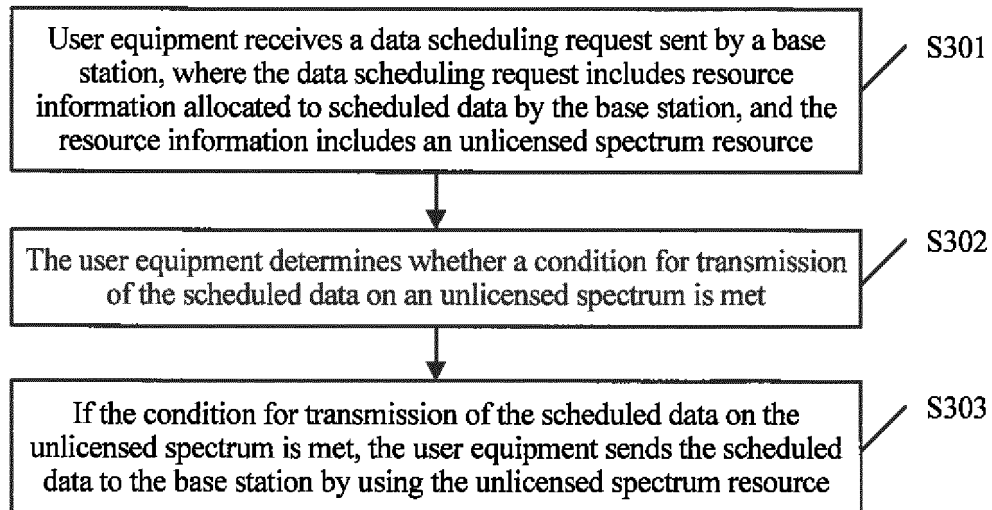 User equipment receives a data scheduling request sent by a base
station, where the data scheduling request includes resource
information allocated to scheduled data by the base station, and the
resource information includes an unlicensed spectrum resource
S301
The user equipment determines whether a condition for transmission
of the scheduled data on an unlicensed spectrum is met
S302
If the condition for transmission of the scheduled data on the
unlicensed spectrum is met, the user equipment sends the scheduled
data to the base station by using the unlicensed spectrum resource
S303